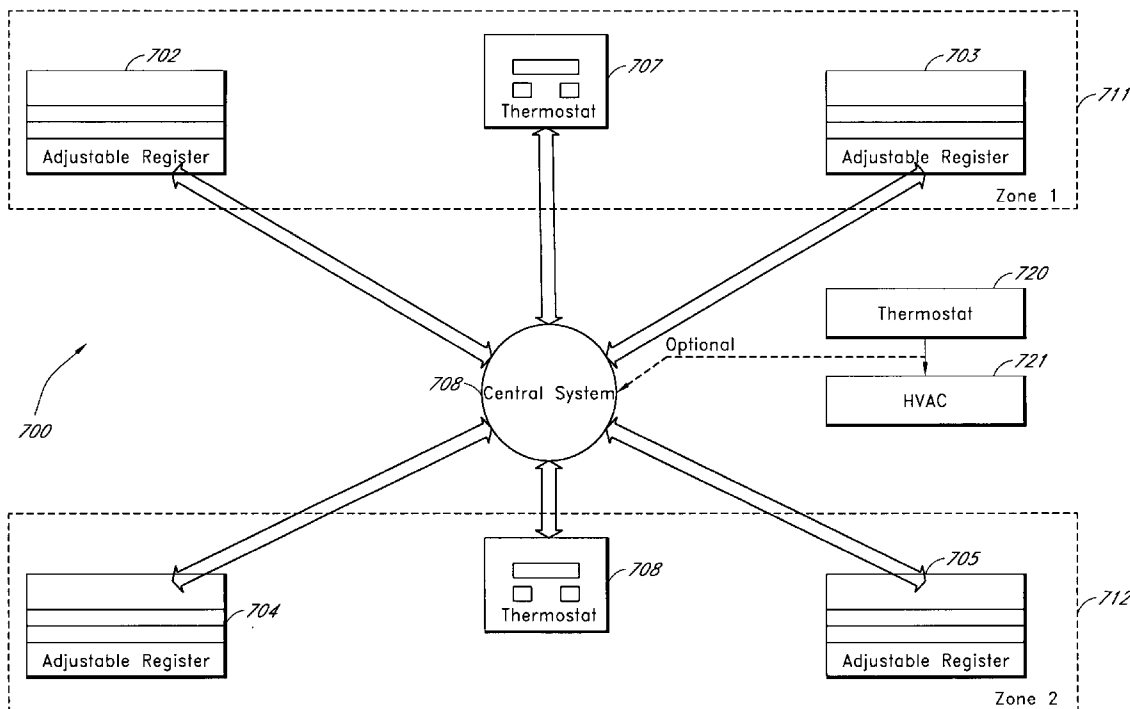 702
707
Thermostat
703
711
Adjustable Register
Adjustable Register
Zone 1
720
Thermostat
Optional
721
708
Central System
HVAC
700
704
Adjustable Register
708
Thermostat
705
712
Adjustable Register
Zone 2